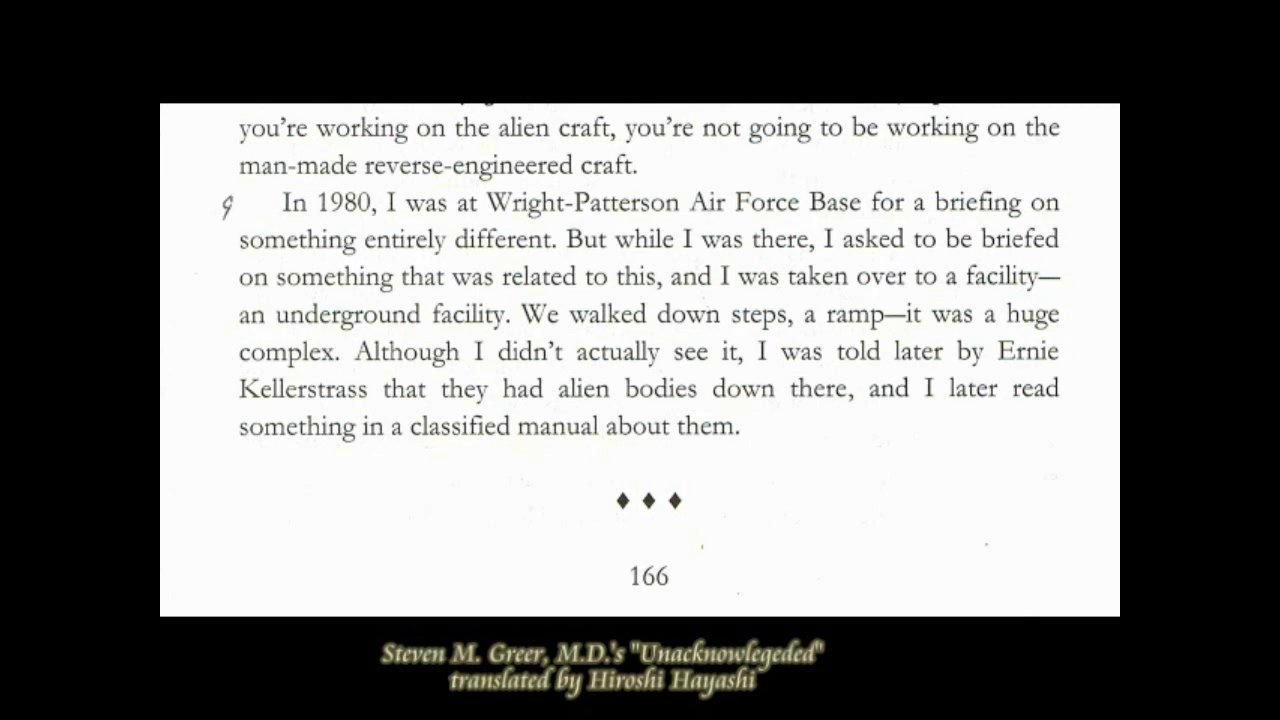 you're working on the alien craft, you're not going to be working on the
man-made reverse-engineered craft.
9 In 1980, I was at Wright-Patterson Air Force Base for a briefing on
something entirely different. But while I was there, I asked to be briefed
on something that was related to this, and I was taken over to a facility—
an underground facility. We walked down steps, a ramp—it was a huge
complex. Although I didn't actually see it, I was told later by Ernie
Kellerstrass that they had alien bodies down there, and I later read
something in a classified manual about them.
166
Steven M. Greer, M.D.'s "Unacknowlegeded"
translated by Hiroshi Hayashi